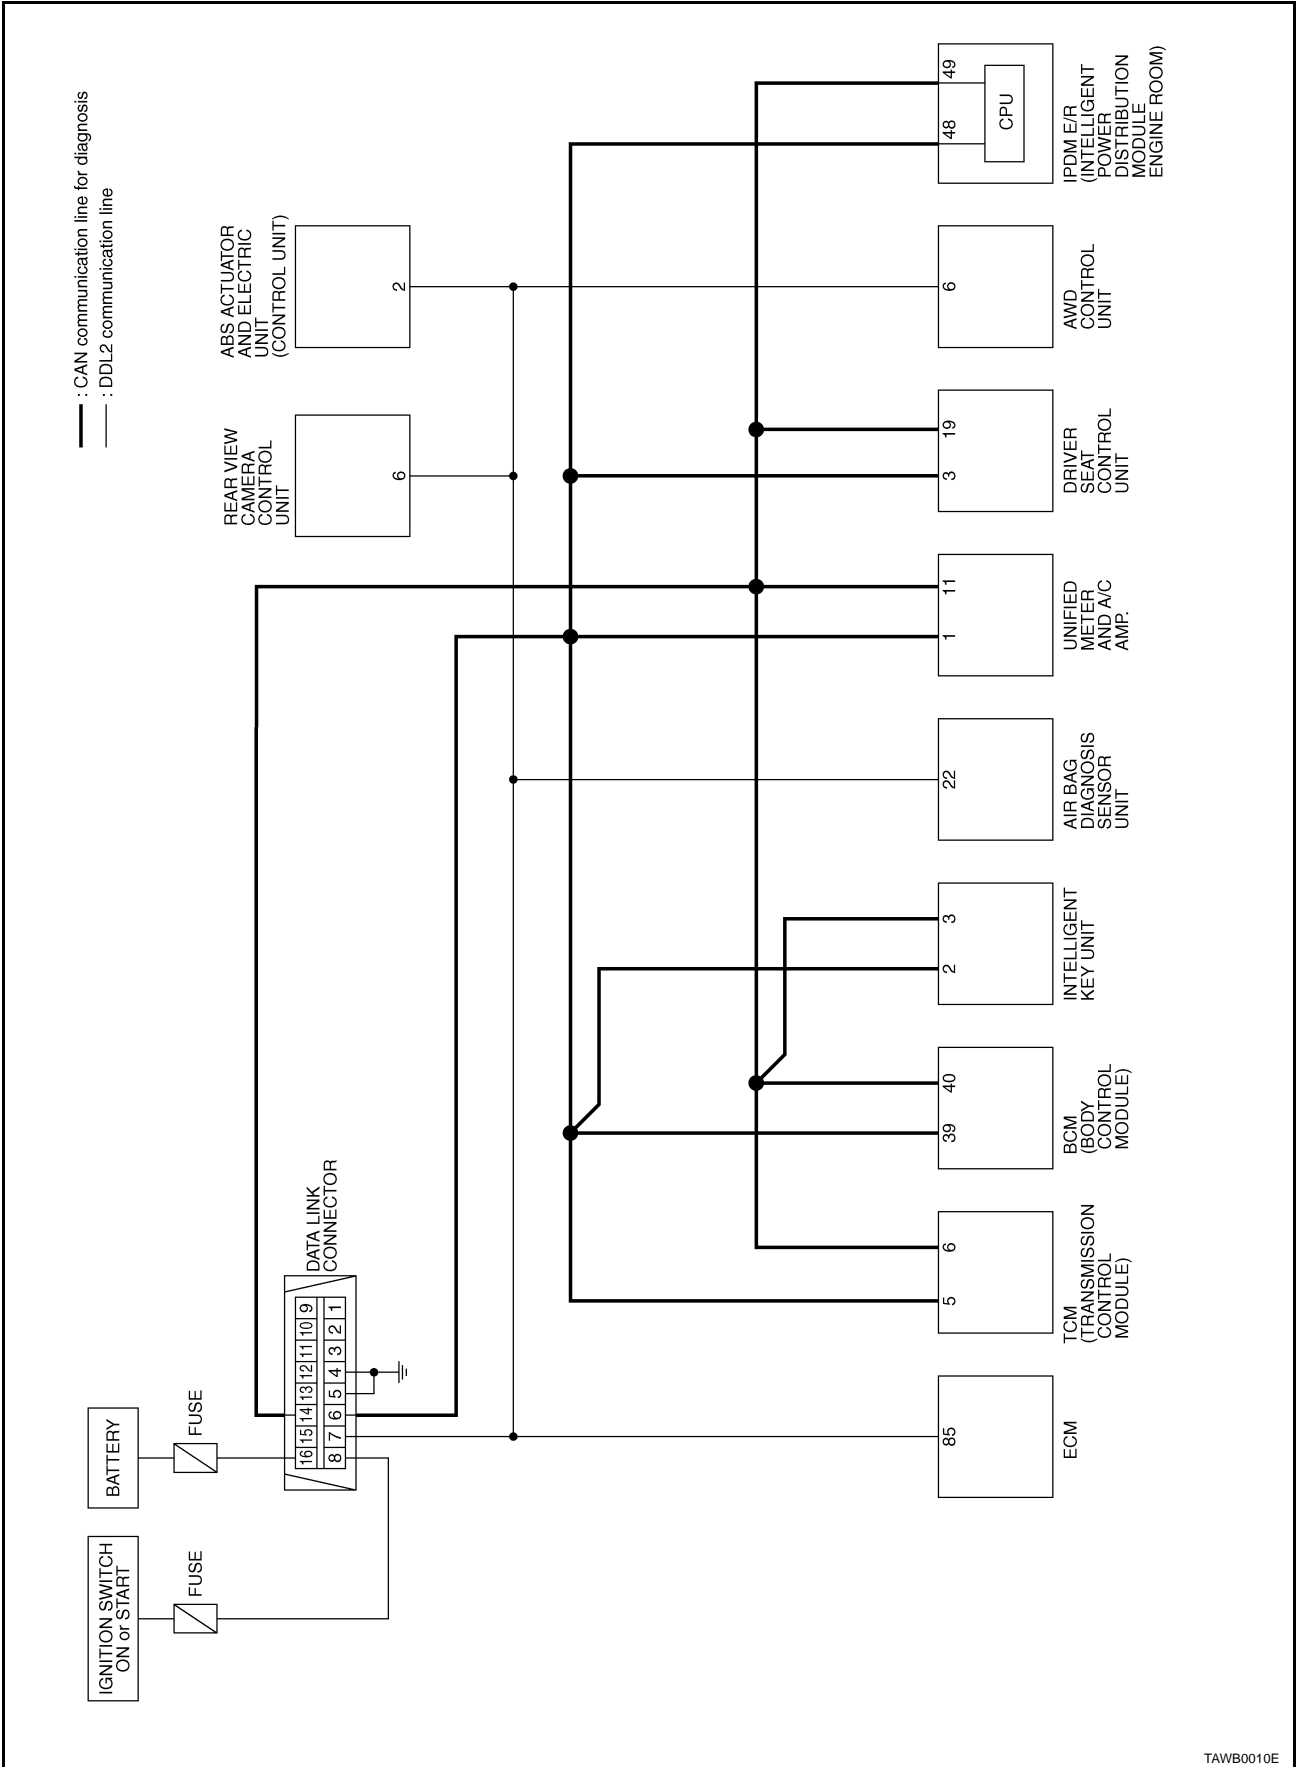 : CAN communication line for diagnosis
: DDL2 communication line
IGNITION SWITCH
ON or START
FUSE
BATTERY
FUSE
DATA LINK
CONNECTOR
16 15 14 13 12 11 10 9
8 7 6 5 4 3 2 1
REAR VIEW
CAMERA
CONTROL
UNIT
6
ABS ACTUATOR
AND ELECTRIC
UNIT
(CONTROL UNIT)
2
85
ECM
5 6
TCM
(TRANSMISSION
CONTROL
MODULE)
39 40
BCM
(BODY
CONTROL
MODULE)
2 3
INTELLIGENT
KEY UNIT
22
AIR BAG
DIAGNOSIS
SENSOR
UNIT
1 11
UNIFIED
METER
AND A/C
AMP.
3 19
DRIVER
SEAT
CONTROL
UNIT
6
AWD
CONTROL
UNIT
48 49
CPU
IPDM E/R
(INTELLIGENT
POWER
DISTRIBUTION
MODULE
ENGINE ROOM)
TAWB0010E